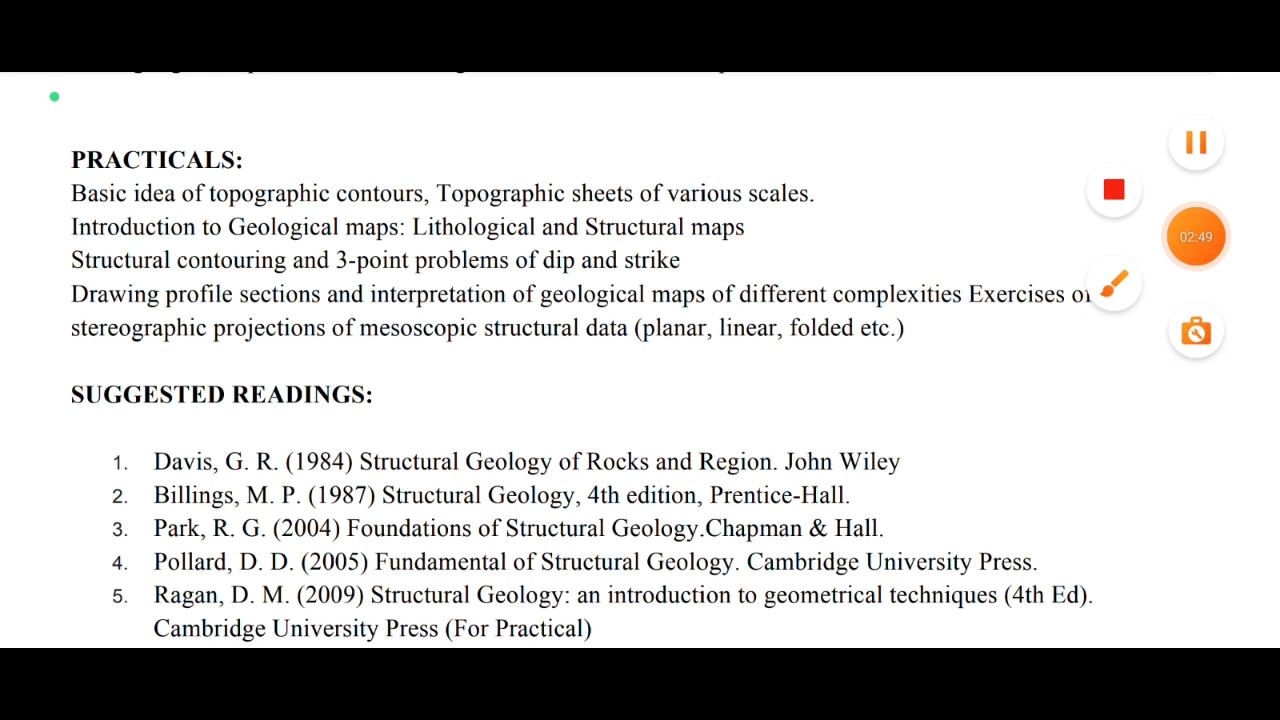 PRACTICALS:
Basic idea of topographic contours, Topographic sheets of various scales.
Introduction to Geological maps: Lithological and Structural maps
Structural contouring and 3-point problems of dip and strike
Drawing profile sections and interpretation of geological maps of different complexities Exercises
stereographic projections of mesoscopic structural data (planar, linear, folded etc.)
SUGGESTED READINGS:
1. Davis, G. R. (1984) Structural Geology of Rocks and Region. John Wiley
2. Billings, M. P. (1987) Structural Geology, 4th edition, Prentice-Hall.
3. Park, R. G. (2004) Foundations of Structural Geology.Chapman & Hall.
4. Pollard, D. D. (2005) Fundamental of Structural Geology. Cambridge University Press.
5. Ragan, D. M. (2009) Structural Geology: an introduction to geometrical techniques (4th Ed).
Cambridge University Press (For Practical)
02:49